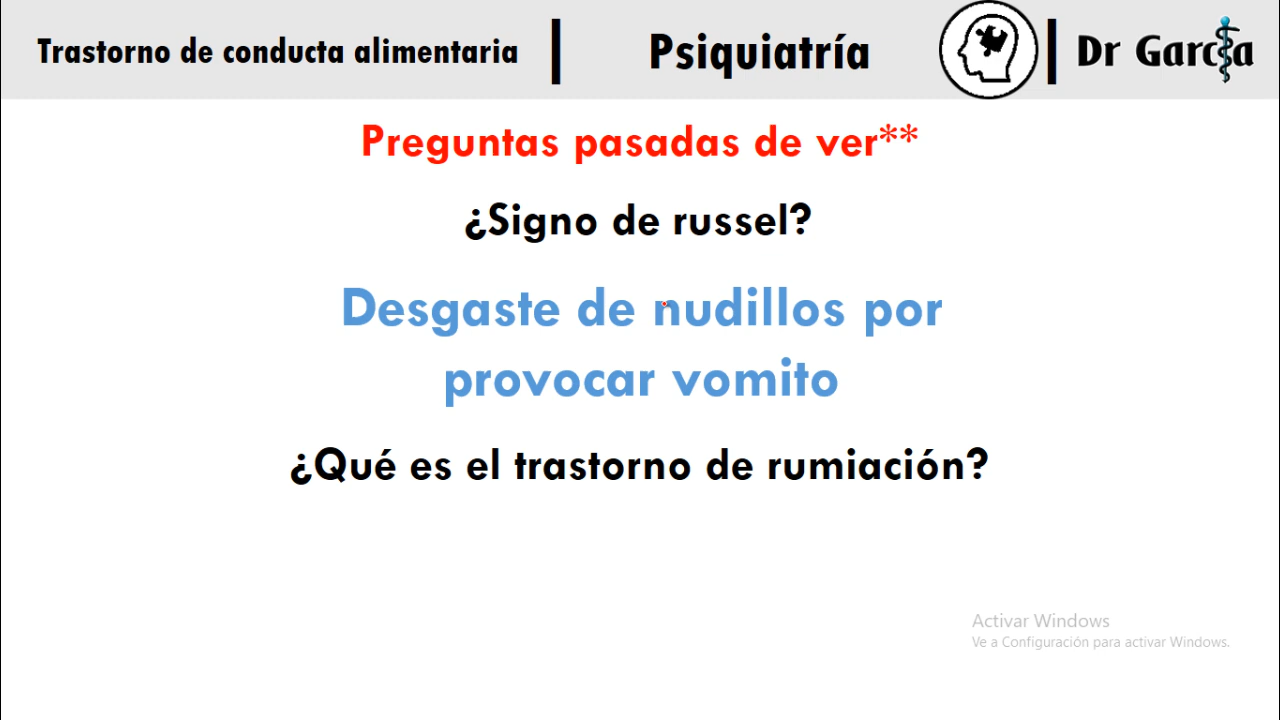 Trastorno de conducta alimentaria
Psiquiatría
Dr García
Preguntas pasadas de ver**
¿Signo de russel?
Desgaste de nudillos por
provocar vomito
¿Qué es el trastorno de rumiación?
Activar Windows
Ve a Configuración para activar Windows.